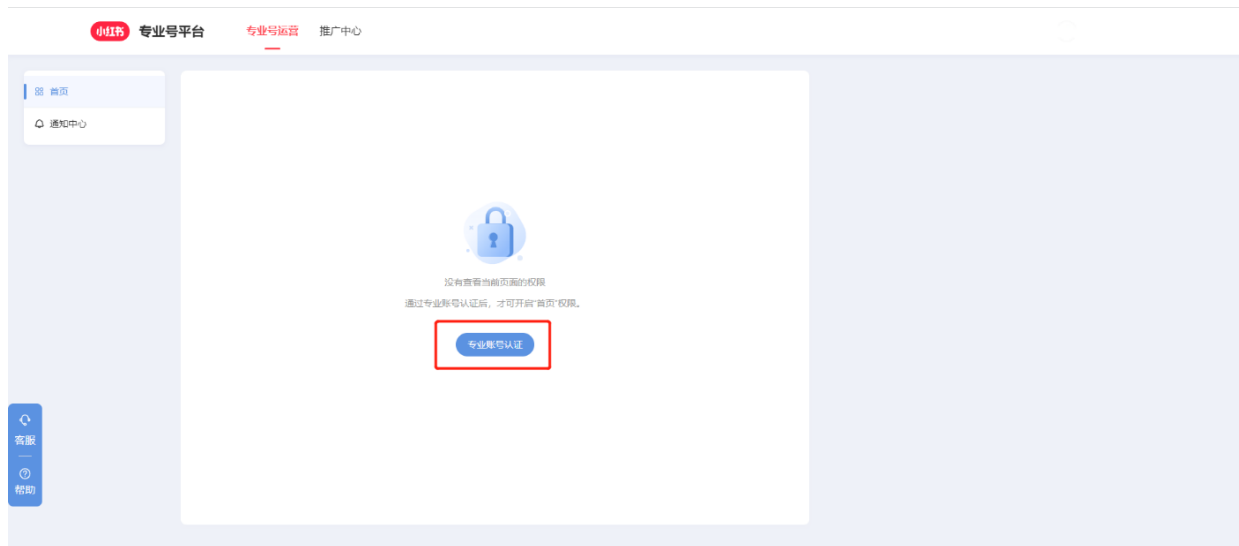 小红书 专业号平台 专业号运营 推广中心
首页
通知中心
没有查看当前页面的权限
通过专业账号认证后，才可开启“首页”权限。
专业账号认证
客服
帮助